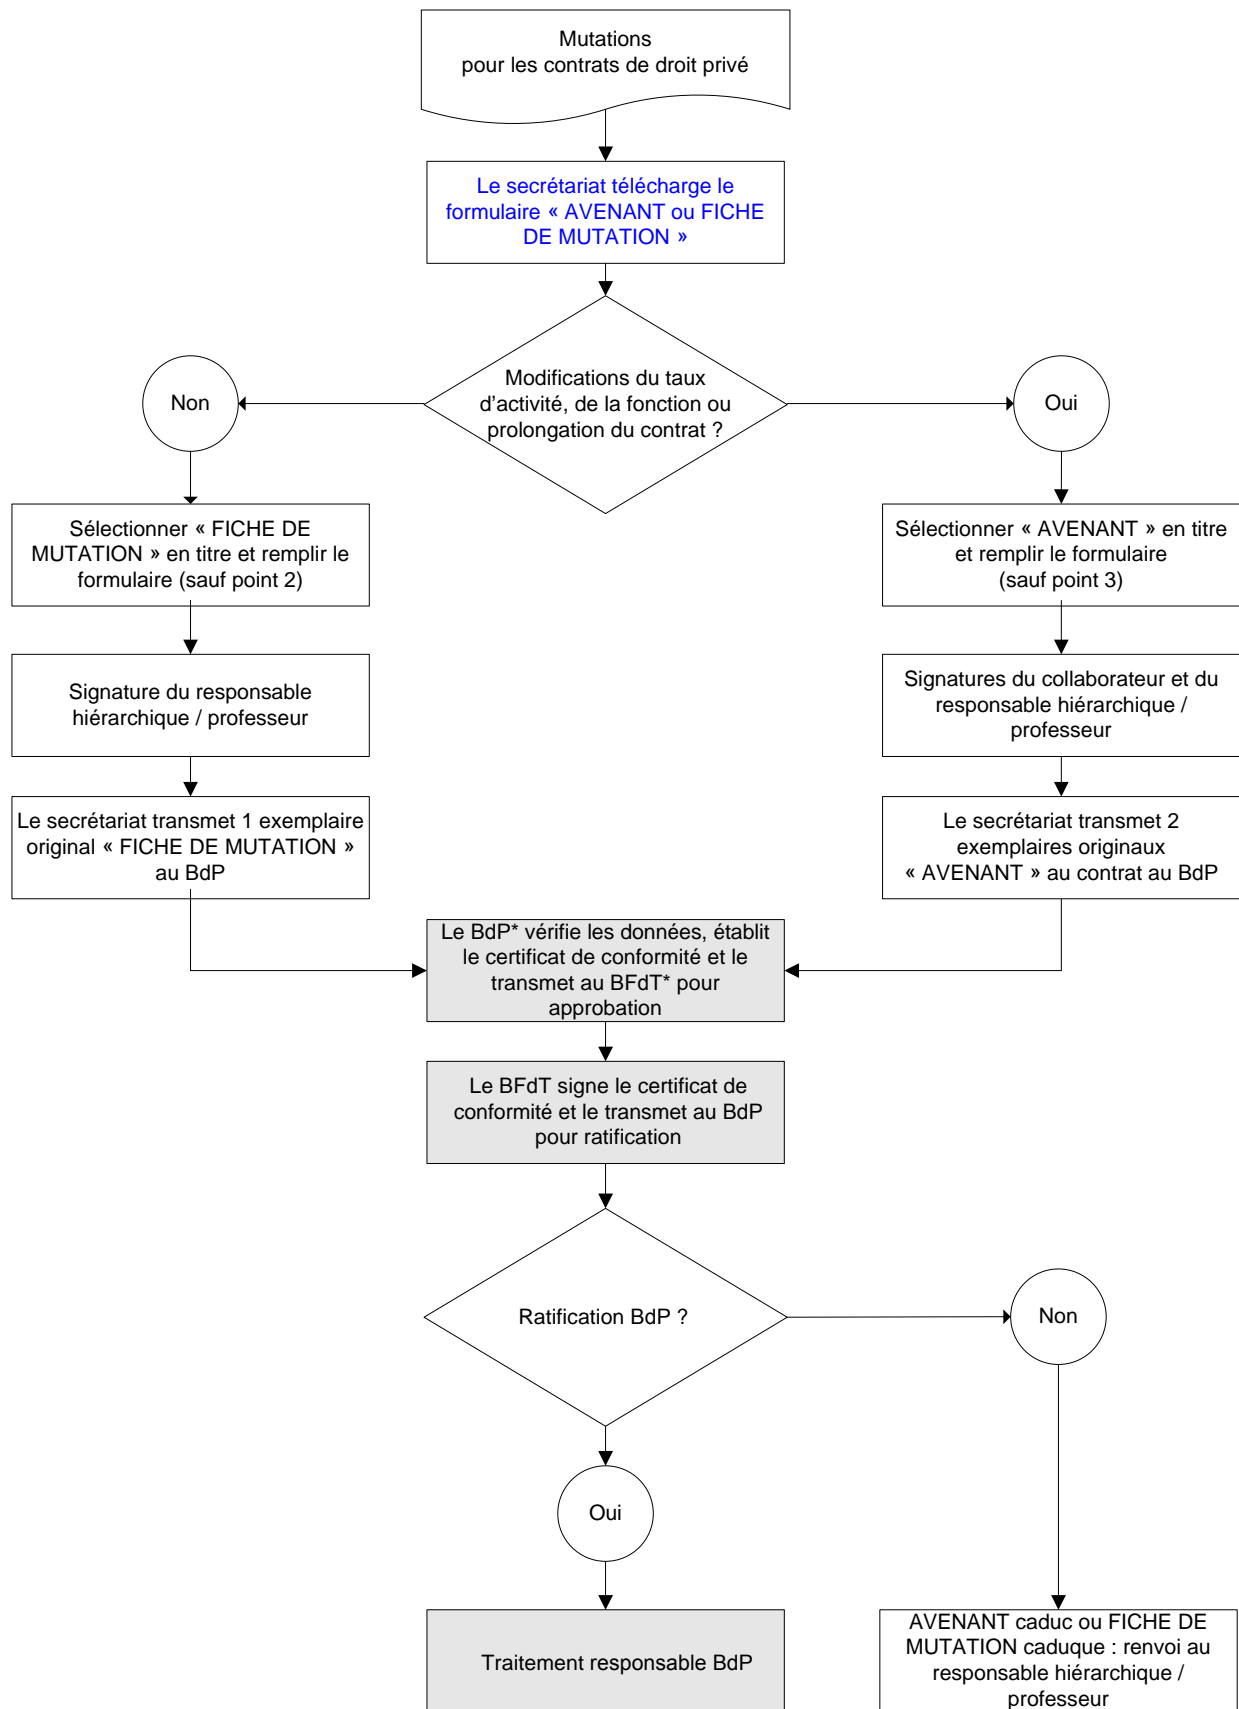 Mutations
pour les contrats de droit privé
Le secrétariat télécharge le
formulaire « AVENANT ou FICHE
DE MUTATION »
Modifications du taux
d’activité, de la fonction ou
prolongation du contrat ?
Non
Oui
Sélectionner « FICHE DE
MUTATION » en titre et remplir le
formulaire (sauf point 2)
Sélectionner « AVENANT » en titre
et remplir le formulaire
(sauf point 3)
Signature du responsable
hiérarchique / professeur
Signatures du collaborateur et du
responsable hiérarchique /
professeur
Le secrétariat transmet 1 exemplaire
original « FICHE DE MUTATION »
au BdP
Le secrétariat transmet 2
exemplaires originaux
« AVENANT » au contrat au BdP
Le BdP* vérifie les données, établit
le certificat de conformité et le
transmet au BFdT* pour
approbation
Le BFdT signe le certificat de
conformité et le transmet au BdP
pour ratification
Ratification BdP ?
Non
Oui
Traitement responsable BdP
AVENANT caduc ou FICHE DE
MUTATION caduque : renvoi au
responsable hiérarchique /
professeur